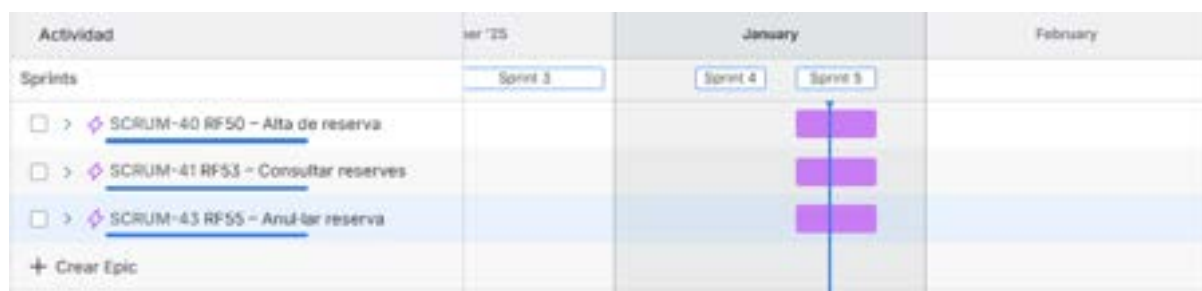 Actividad
er '25
January
February
Sprints
Sprint 3
Sprint 4
Sprint 5
SCRUM-40 RF50 – Alta de reserva
SCRUM-41 RF53 – Consultar reserves
SCRUM-43 RF55 – Anul·lar reserva
+ Crear Epic